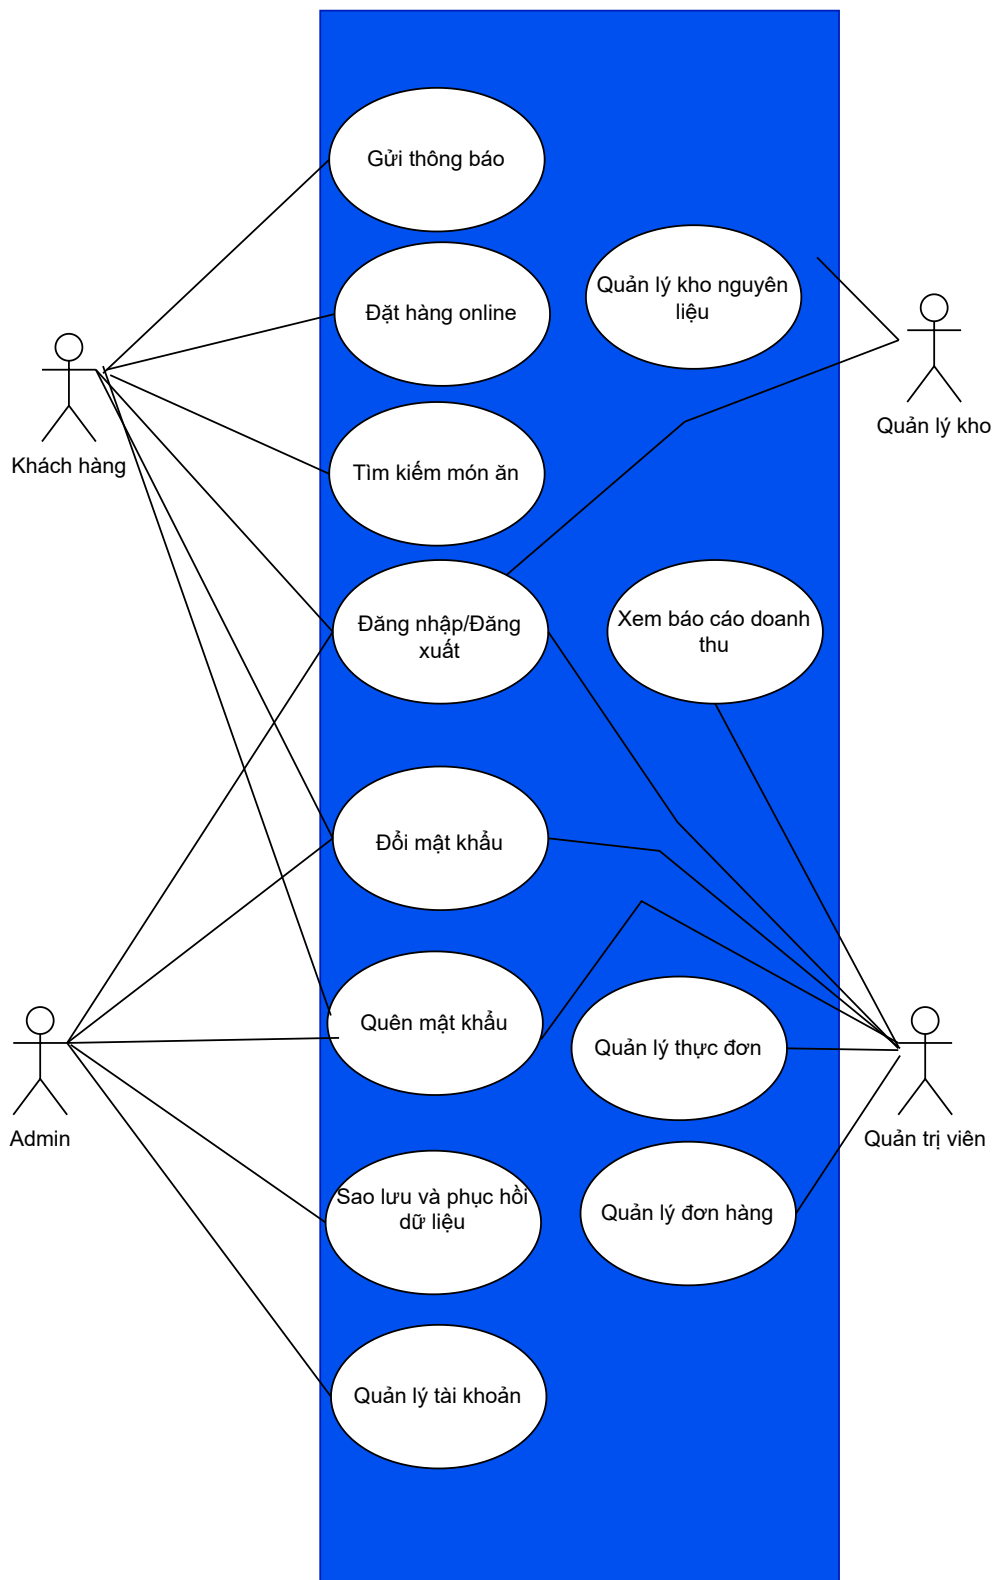 Gửi thông báo
Quản lý kho nguyên
liệu
Đặt hàng online
Quản lý kho
Khách hàng
Tìm kiếm món ăn
Đăng nhập/Đăng
xuất
Xem báo cáo doanh
thu
Đổi mật khẩu
Quên mật khẩu
Quản lý thực đơn
Admin
Quản trị viên
Sao lưu và phục hồi
dữ liệu
Quản lý đơn hàng
Quản lý tài khoản